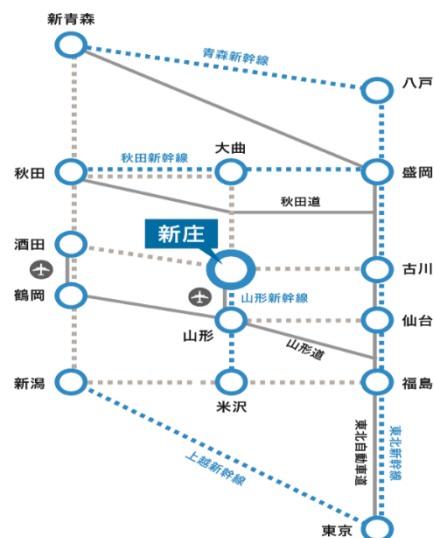 新青森
青森新幹線
八戸
大曲
秋田新幹線
秋田
盛岡
秋田道
酒田
新庄
古川
鶴岡
山形新幹線
山形
仙台
山形道
新潟
米沢
福島
東北自動車道
東北新幹線
上越新幹線
東京